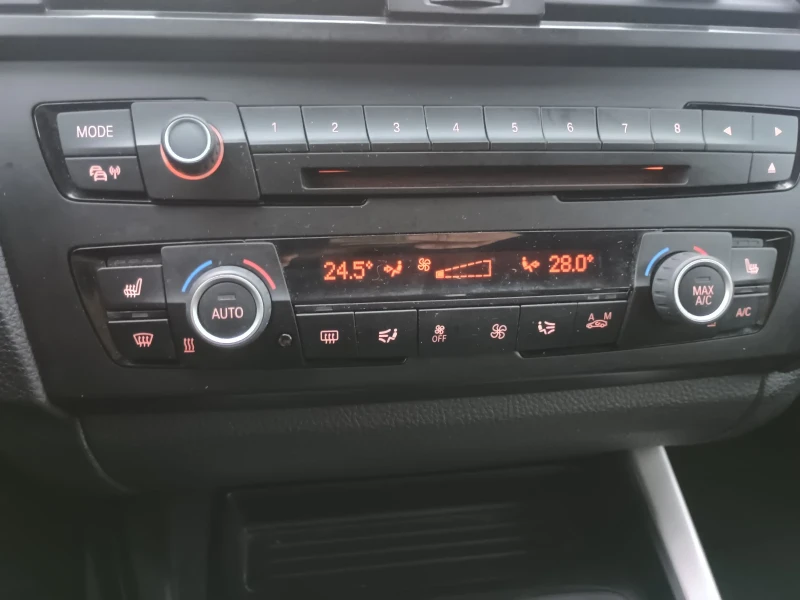 MODE 1 2 3 4 5 6 7 8
24.5° 28.0°
AUTO MAX A/C
OFF A M A/C